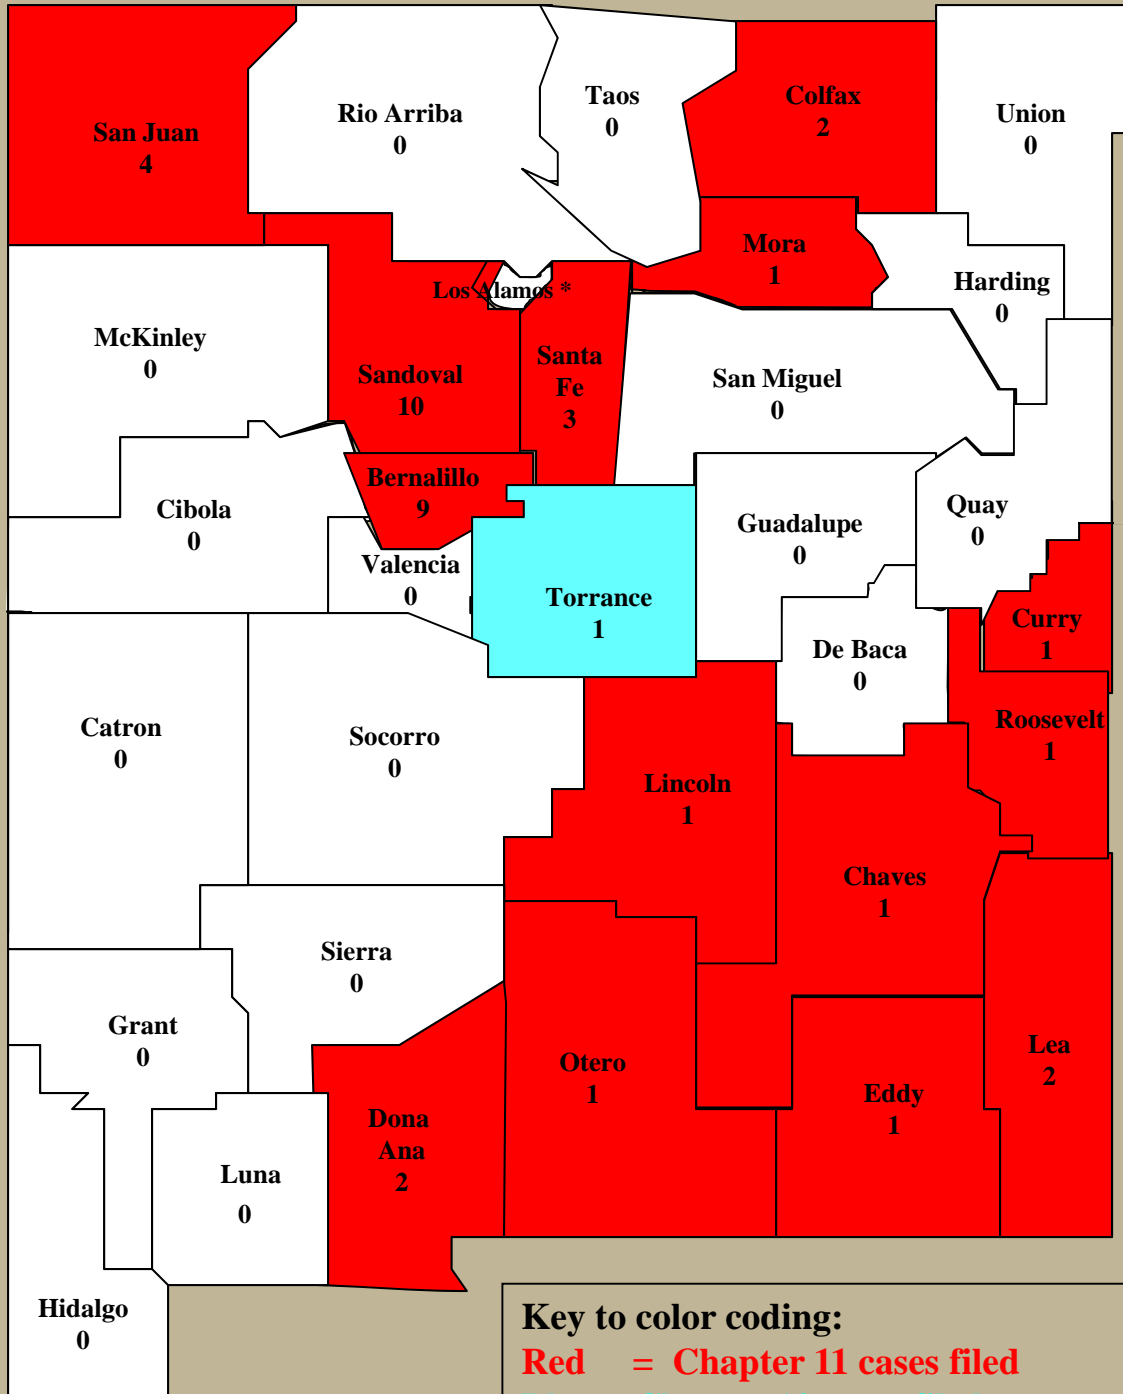 San Juan
4
Rio Arriba
0
Taos
0
Colfax
2
Union
0
Mora
1
Harding
0
Los Alamos *
McKinley
0
Sandoval
10
Santa
Fe
3
San Miguel
0
Bernalillo
9
Cibola
0
Valencia
0
Torrance
1
Guadalupe
0
Quay
0
Curry
1
De Baca
0
Roosevelt
1
Catron
0
Socorro
0
Lincoln
1
Chaves
1
Sierra
0
Grant
0
Otero
1
Eddy
1
Lea
2
Dona
Ana
2
Luna
0
Hidalgo
0
Key to color coding:
Red = Chapter 11 cases filed